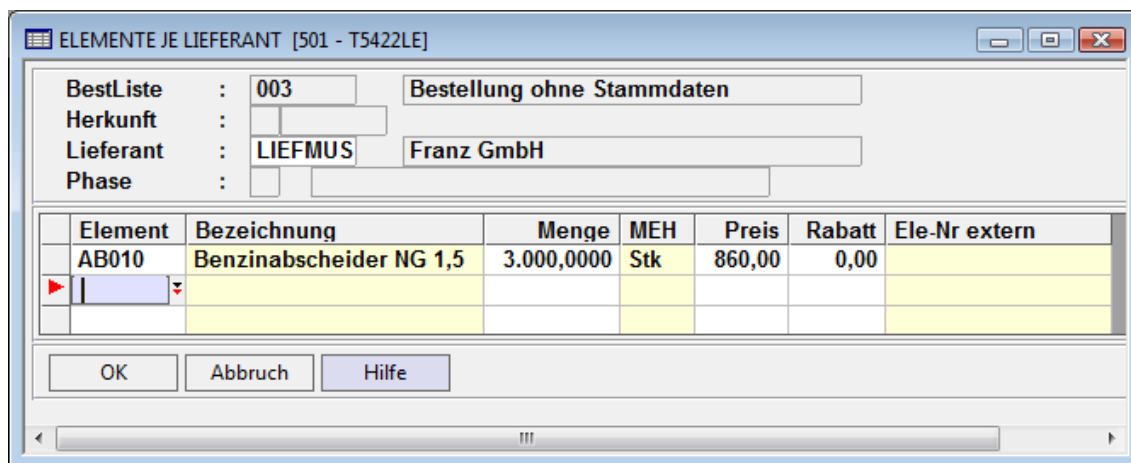 ELEMENTE JE LIEFERANT [501 - T5422LE]
BestListe : 003 Bestellung ohne Stammdaten
Herkunft :
Lieferant : LIEFMUS Franz GmbH
Phase :
Element Bezeichnung Menge MEH Preis Rabatt Ele-Nr extern
AB010 Benzinabscheider NG 1,5 3.000,0000 Stk 860,00 0,00
OK Abbruch Hilfe